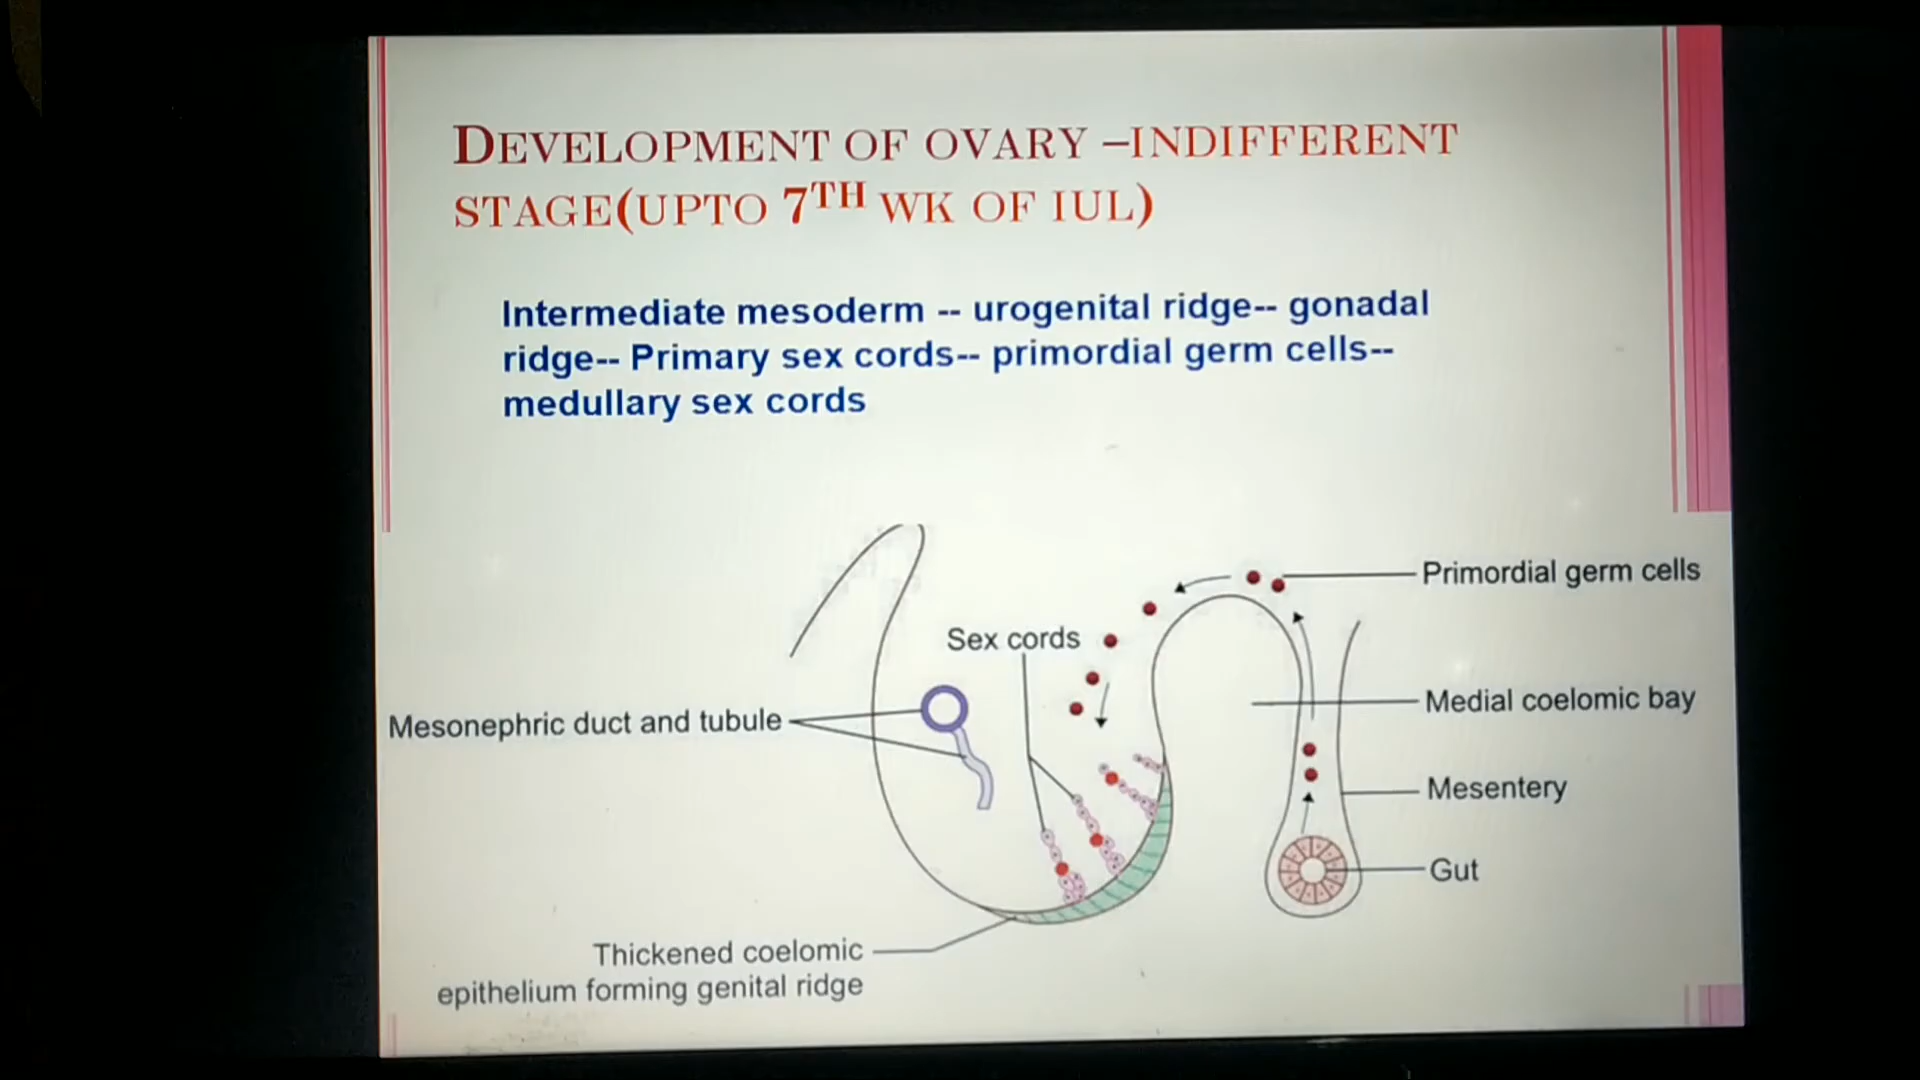 DEVELOPMENT OF OVARY –INDIFFERENT
STAGE(UPTO 7TH WK OF IUL)
Intermediate mesoderm -- urogenital ridge-- gonadal
ridge-- Primary sex cords-- primordial germ cells--
medullary sex cords
Primordial germ cells
Sex cords
Medial coelomic bay
Mesonephric duct and tubule
Mesentery
Gut
Thickened coelomic
epithelium forming genital ridge